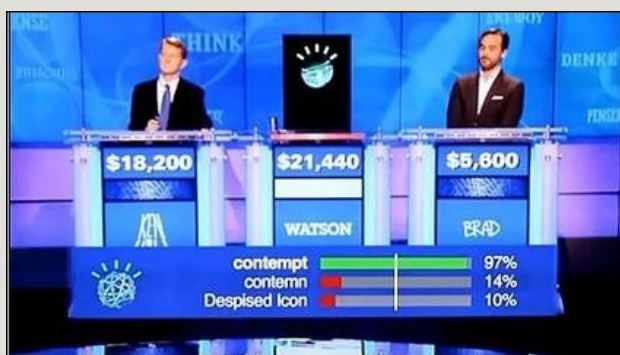 THINK
DENKE
$18,200
$21,440
$5,600
KEN
WATSON
BRAD
contempt 97%
contemn 14%
Despised Icon 10%